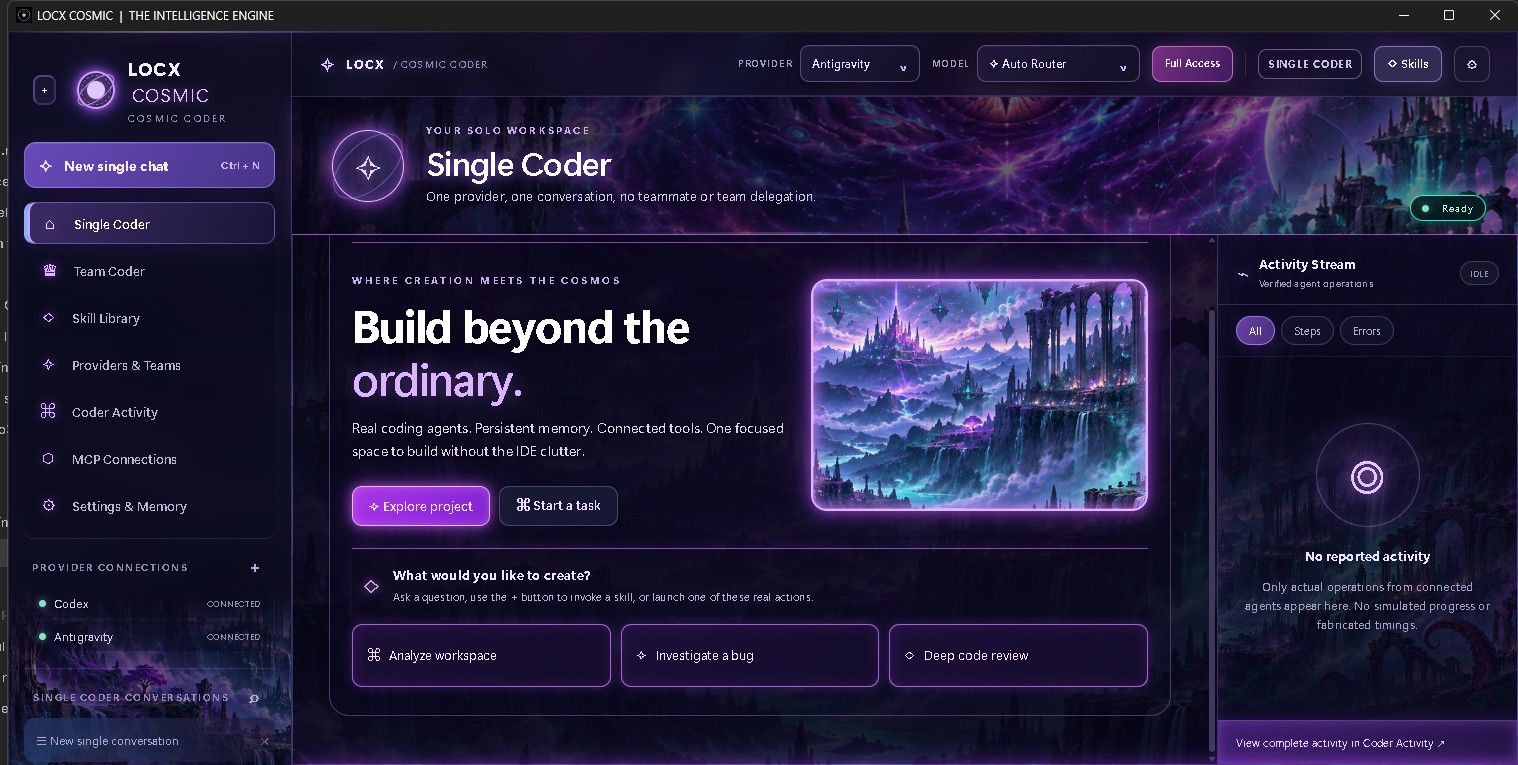 LOCX COSMIC | THE INTELLIGENCE ENGINE
+
LOCX
COSMIC
COSMIC CODER
New single chat Ctrl + N
Single Coder
Team Coder
Skill Library
Providers & Teams
Coder Activity
MCP Connections
Settings & Memory
PROVIDER CONNECTIONS +
Codex CONNECTED
Antigravity CONNECTED
SINGLE CODER CONVERSATIONS
New single conversation
LOCX / COSMIC CODER
PROVIDER Antigravity MODEL Auto Router Full Access SINGLE CODER Skills
YOUR SOLO WORKSPACE
Single Coder
One provider, one conversation, no teammate or team delegation.
Ready
WHERE CREATION MEETS THE COSMOS
Build beyond the
ordinary.
Real coding agents. Persistent memory. Connected tools. One focused
space to build without the IDE clutter.
Explore project
⌘ Start a task
What would you like to create?
Ask a question, use the + button to invoke a skill, or launch one of these real actions.
⌘ Analyze workspace
Investigate a bug
Deep code review
Activity Stream
Verified agent operations
IDLE
All Steps Errors
No reported activity
Only actual operations from connected
agents appear here. No simulated progress or
fabricated timings.
View complete activity in Coder Activity ↗